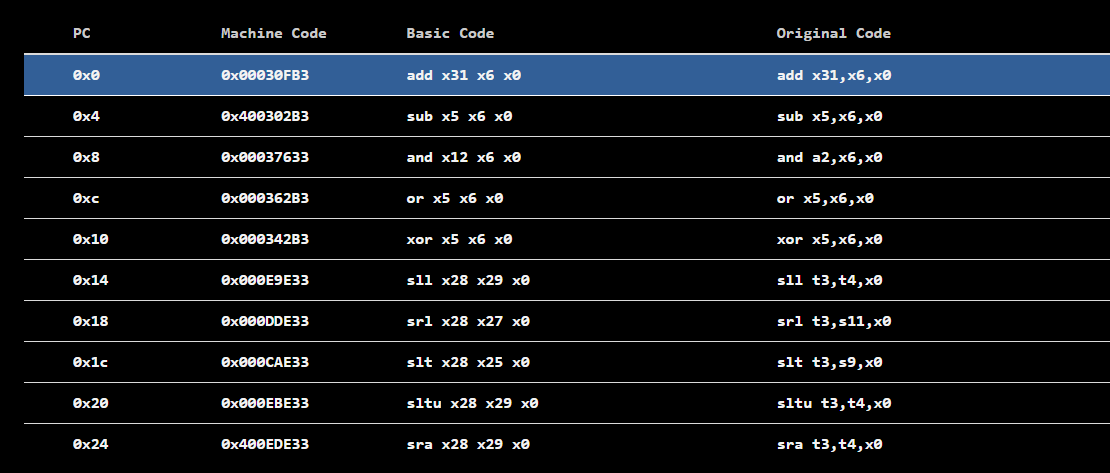 PC Machine Code Basic Code Original Code
0x0 0x00030FB3 add x31 x6 x0 add x31,x6,x0
0x4 0x400302B3 sub x5 x6 x0 sub x5,x6,x0
0x8 0x00037633 and x12 x6 x0 and a2,x6,x0
0xc 0x000362B3 or x5 x6 x0 or x5,x6,x0
0x10 0x000342B3 xor x5 x6 x0 xor x5,x6,x0
0x14 0x000E9E33 sll x28 x29 x0 sll t3,t4,x0
0x18 0x000DDE33 srl x28 x27 x0 srl t3,s11,x0
0x1c 0x000CAE33 slt x28 x25 x0 slt t3,s9,x0
0x20 0x000EBE33 sltu x28 x29 x0 sltu t3,t4,x0
0x24 0x400EDE33 sra x28 x29 x0 sra t3,t4,x0